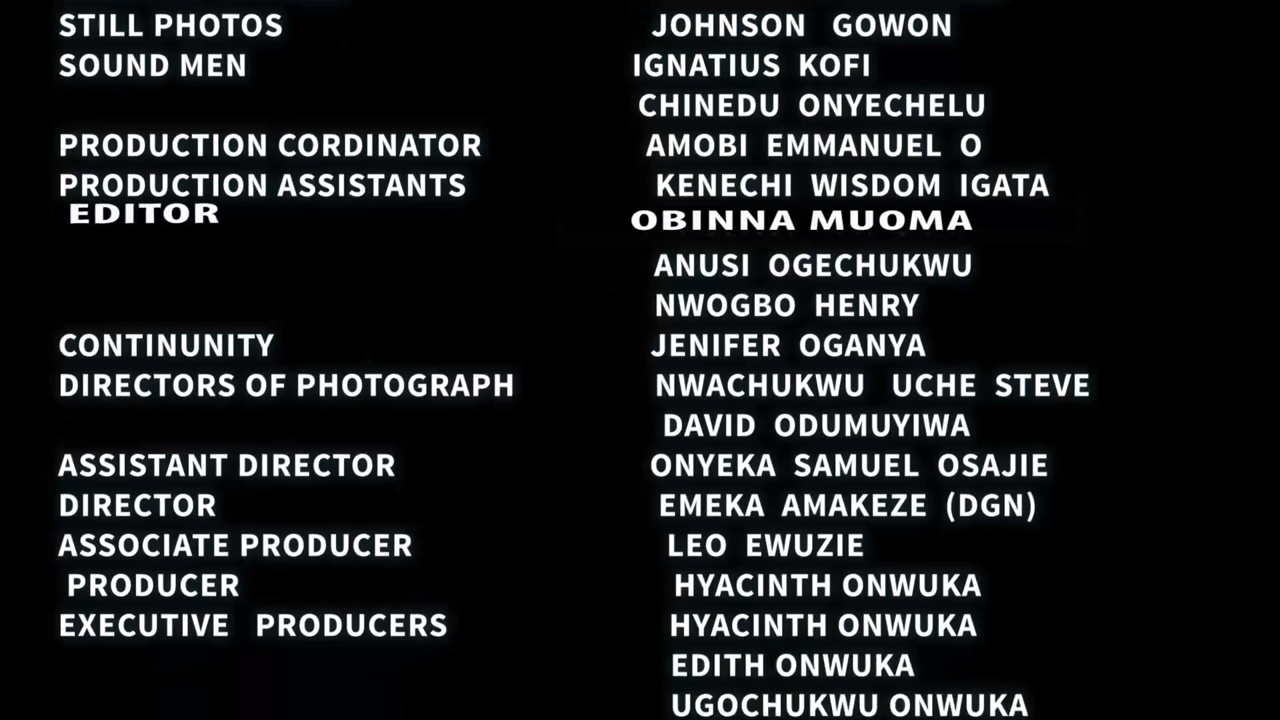 STILL PHOTOS JOHNSON GOWON
SOUND MEN IGNATIUS KOFI
CHINEDU ONYECHELU
PRODUCTION CORDINATOR AMOBI EMMANUEL O
PRODUCTION ASSISTANTS KENECHI WISDOM IGATA
EDITOR OBINNA MUOMA
ANUSI OGECHUKWU
NWOGBO HENRY
CONTINUNITY JENIFER OGANYA
DIRECTORS OF PHOTOGRAPH NWACHUKWU UCHE STEVE
DAVID ODUMUYIWA
ASSISTANT DIRECTOR ONYEKA SAMUEL OSAJIE
DIRECTOR EMEKA AMAKEZE (DGN)
ASSOCIATE PRODUCER LEO EWUZIE
PRODUCER HYACINTH ONWUKA
EXECUTIVE PRODUCERS HYACINTH ONWUKA
EDITH ONWUKA
UGOCHUKWU ONWUKA